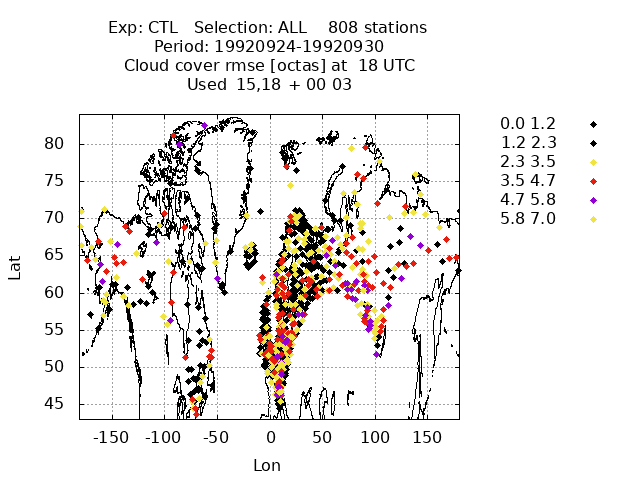 Exp: CTL Selection: ALL 808 stations
Period: 19920924-19920930
Cloud cover rmse [octas] at 18 UTC
Used 15,18 + 00 03
0.0 1.2
1.2 2.3
2.3 3.5
3.5 4.7
4.7 5.8
5.8 7.0
80
75
70
65
60
55
50
45
Lat
-150 -100 -50 0 50 100 150
Lon